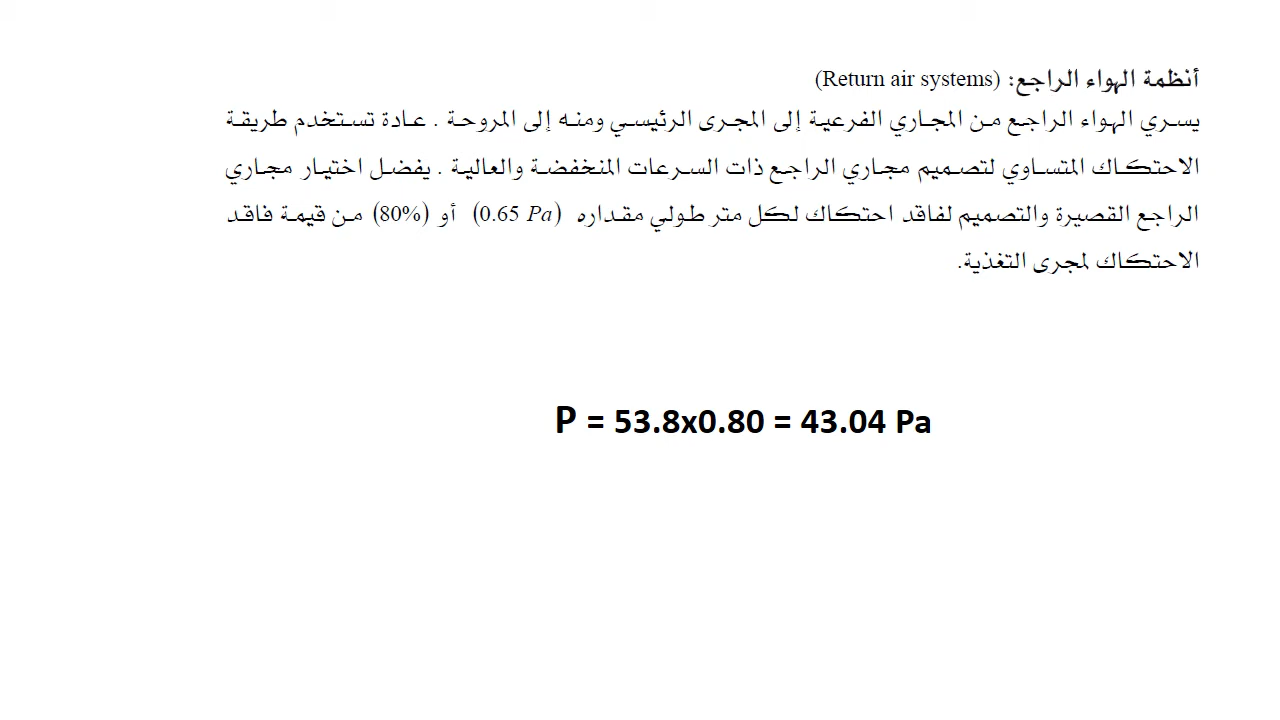 أنظمة الهواء الراجع: (Return air systems)
يسري الهواء الراجع من المجاري الفرعية إلى المجرى الرئيسي ومنه إلى المروحة . عادة تستخدم طريقة
الاحتكاك المتساوي لتصميم مجاري الراجع ذات السرعات المنخفضة والعالية . يفضل اختيار مجاري
الراجع القصيرة والتصميم لفاقد احتكاك لكل متر طولي مقداره (0.65 Pa) أو (80%) من قيمة فاقد
الاحتكاك لمجرى التغذية.
P = 53.8x0.80 = 43.04 Pa